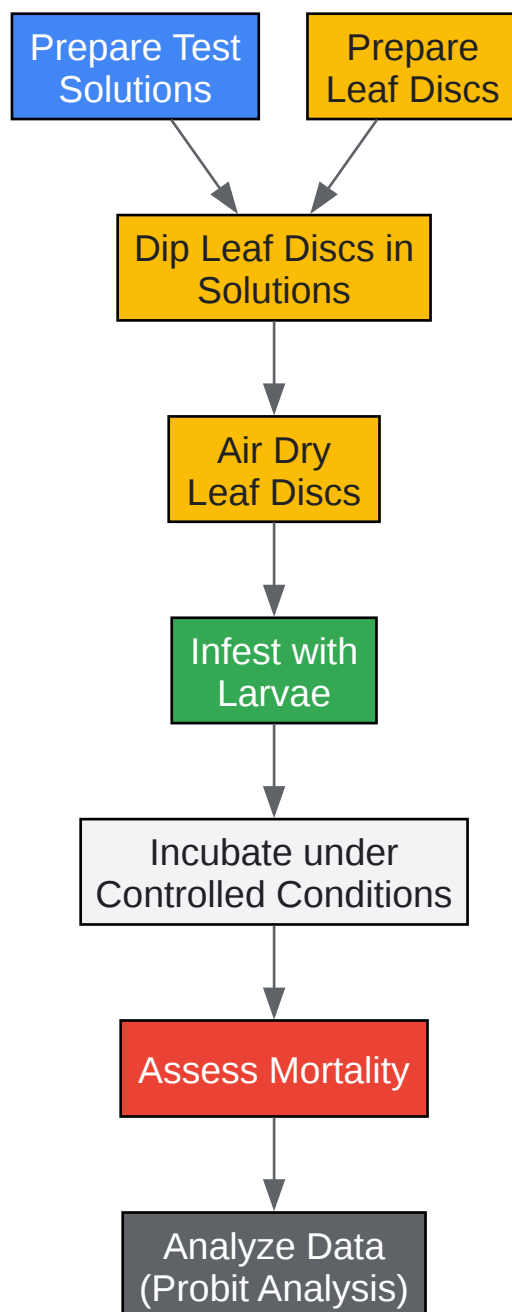 Prepare Test
Solutions
Prepare
Leaf Discs
Dip Leaf Discs in
Solutions
Air Dry
Leaf Discs
Infest with
Larvae
Incubate under
Controlled Conditions
Assess Mortality
Analyze Data
(Probit Analysis)